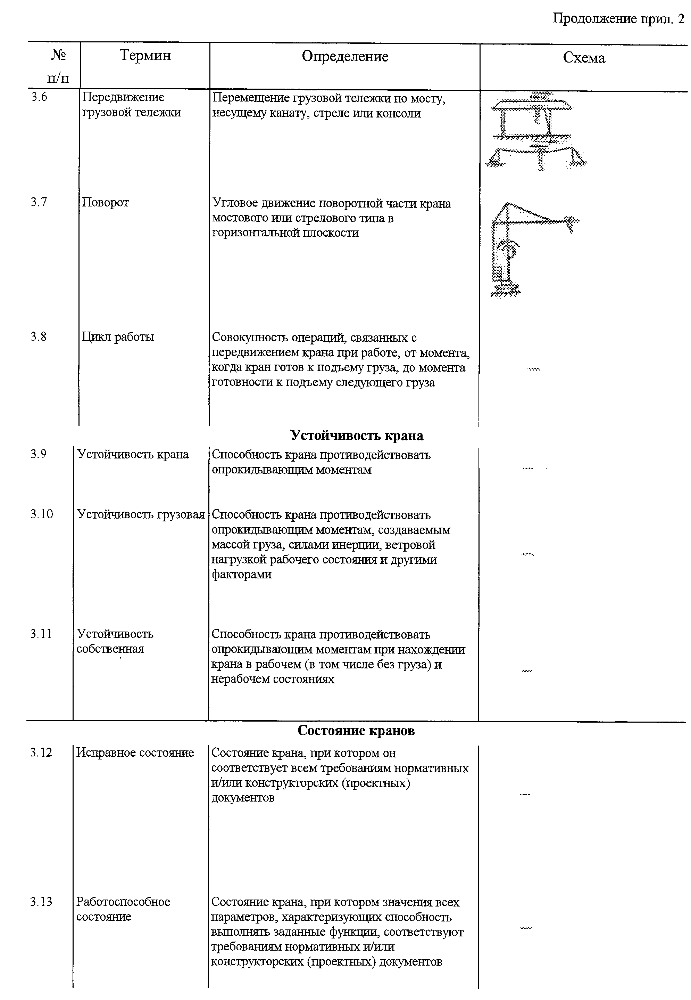 Продолжение прил. 2
№ п/п Термин Определение Схема
3.6 Передвижение Перемещение грузовой тележки по мосту,
грузовой тележки несущему канату, стреле или консоли
3.7 Поворот Угловое движение поворотной части крана
мостового или стрелового типа в
горизонтальной плоскости
3.8 Цикл работы Совокупность операций, связанных с
передвижением крана при работе, от момента,
когда кран готов к подъему груза, до момента
готовности к подъему следующего груза
Устойчивость крана
3.9 Устойчивость крана Способность крана противодействовать
опрокидывающим моментам
3.10 Устойчивость грузовая Способность крана противодействовать
опрокидывающим моментам, создаваемым
массой груза, силами инерции, ветровой
нагрузкой рабочего состояния и другими
факторами
3.11 Устойчивость Способность крана противодействовать
собственная опрокидывающим моментам при нахождении
крана в рабочем (в том числе без груза) и
нерабочем состояниях
Состояние кранов
3.12 Исправное состояние Состояние крана, при котором он
соответствует всем требованиям нормативных
и/или конструкторских (проектных)
документов
3.13 Работоспособное Состояние крана, при котором значения всех
состояние параметров, характеризующих способность
выполнять заданные функции, соответствуют
требованиям нормативных и/или
конструкторских (проектных) документов